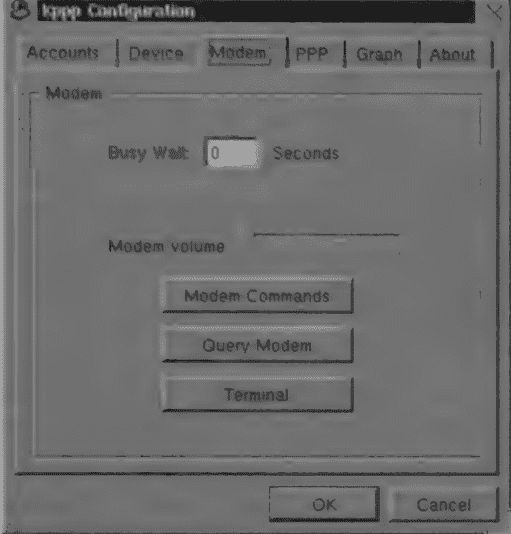 kppp Configuration
Accounts Device Modem PPP Graph About
Modem
Busy Wait: 0 Seconds
Modem volume
Modem Commands
Query Modem
Terminal
OK Cancel